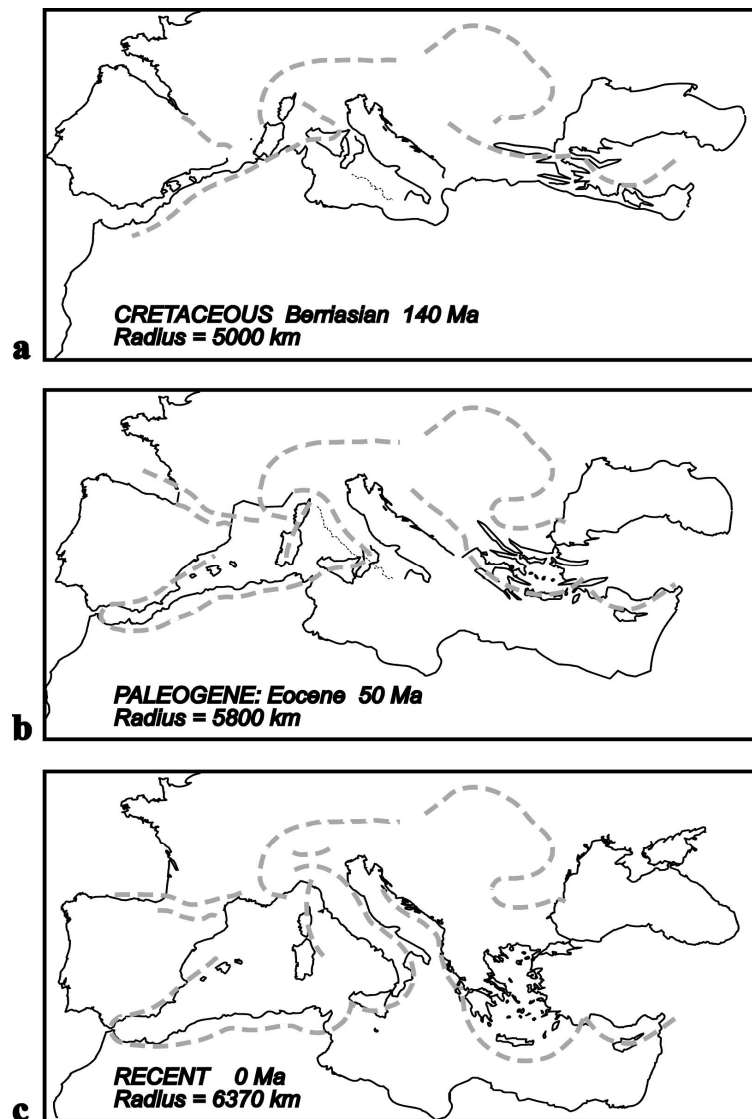 CRETACEOUS Berriasian 140 Ma
Radius = 5000 km
a
PALEOGENE: Eocene 50 Ma
Radius = 5800 km
b
RECENT 0 Ma
Radius = 6370 km
c